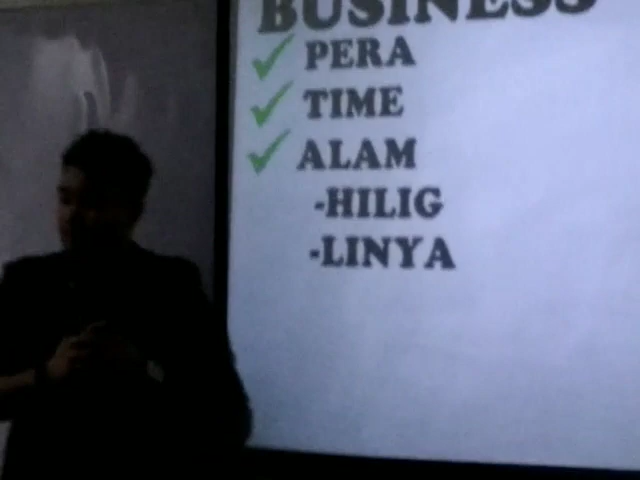 BUSINESS
PERA
TIME
ALAM
-HILIG
-LINYA